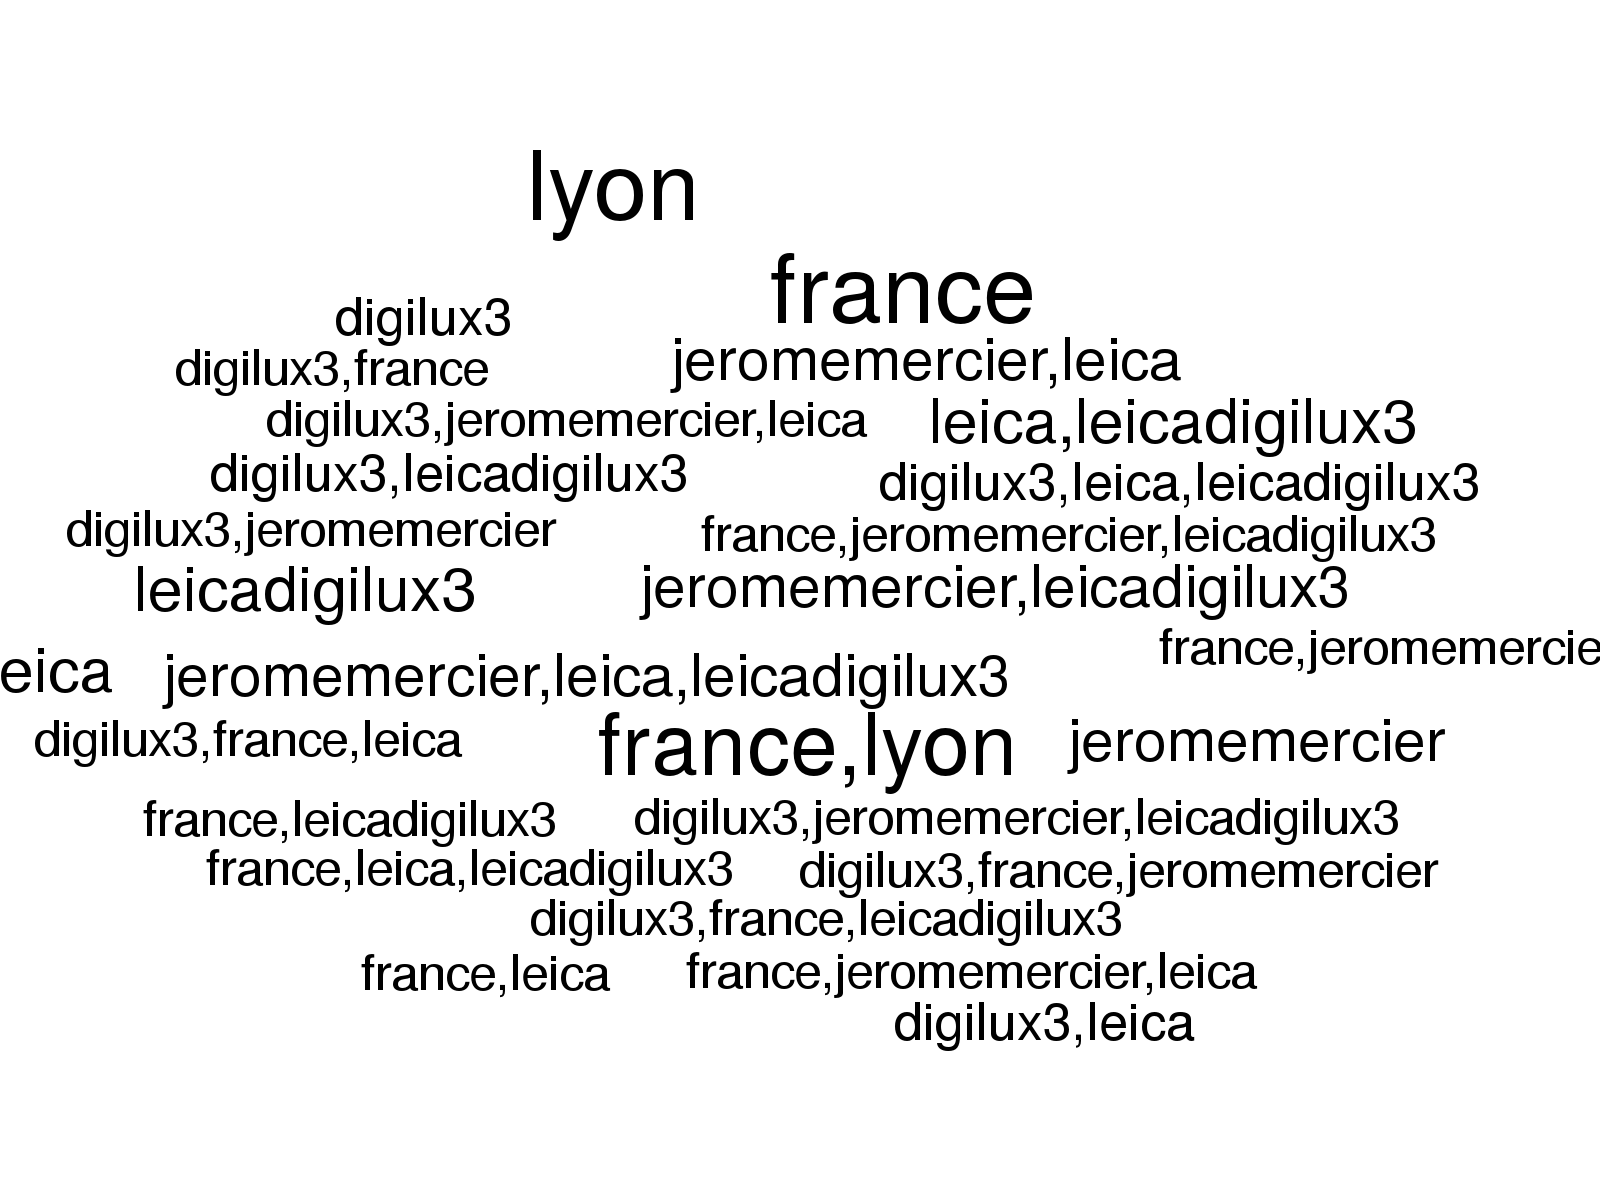 lyon
france
digilux3
jeromemercier,leica
digilux3,france
digilux3,jeromemercier,leica
leica,leicadigilux3
digilux3,leicadigilux3
digilux3,leica,leicadigilux3
digilux3,jeromemercier
france,jeromemercier,leicadigilux3
leicadigilux3
jeromemercier,leicadigilux3
france,jeromemercie
eica
jeromemercier,leica,leicadigilux3
digilux3,france,leica
france,lyon
jeromemercier
france,leicadigilux3
digilux3,jeromemercier,leicadigilux3
france,leica,leicadigilux3
digilux3,france,jeromemercier
digilux3,france,leicadigilux3
france,leica
france,jeromemercier,leica
digilux3,leica